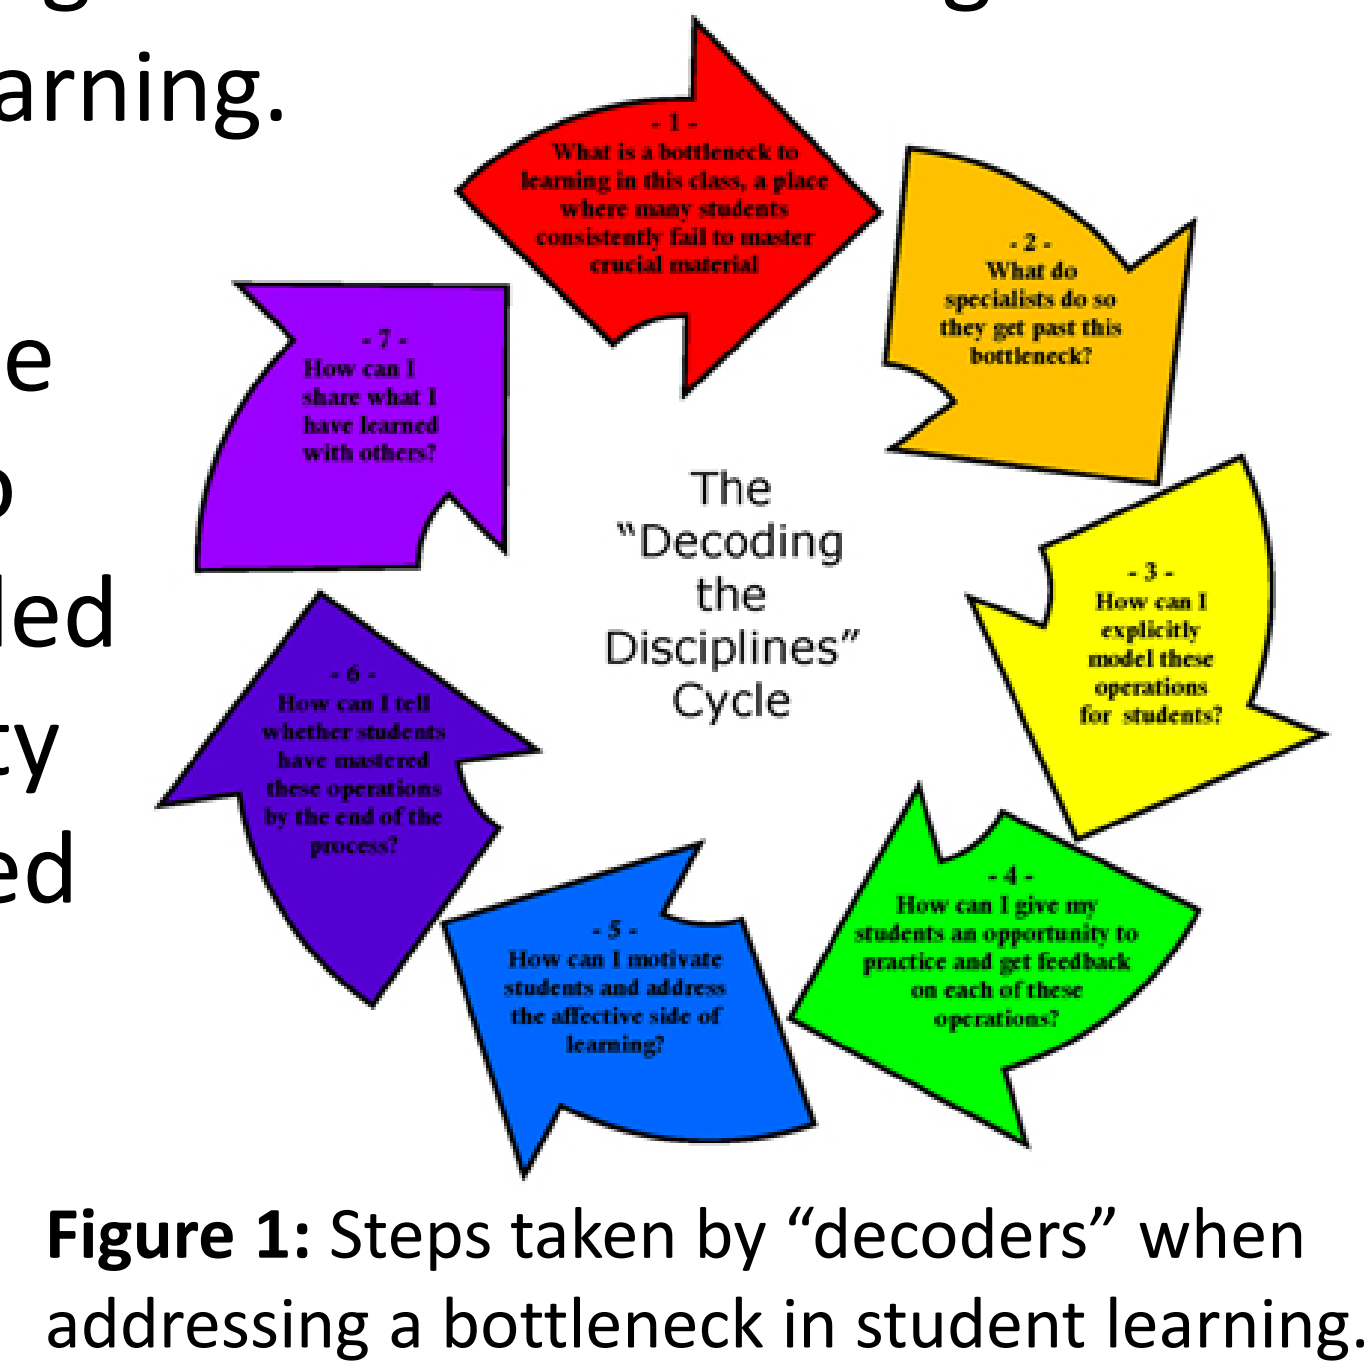 arning.
e
led
ty
ed
- 1 -
What is a bottleneck to
learning in this class, a place
where many students
consistently fail to master
crucial material
- 2 -
What do
specialists do so
they get past this
bottleneck?
- 3 -
How can I
explicitly
model these
operations
for students?
- 4 -
How can I give my
students an opportunity to
practice and get feedback
on each of these
operations?
- 5 -
How can I motivate
students and address
the affective side of
learning?
- 6 -
How can I tell
whether students
have mastered
these operations
by the end of the
process?
- 7 -
How can I
share what I
have learned
with others?
The
“Decoding
the
Disciplines”
Cycle
Figure 1: Steps taken by “decoders” when
addressing a bottleneck in student learning.